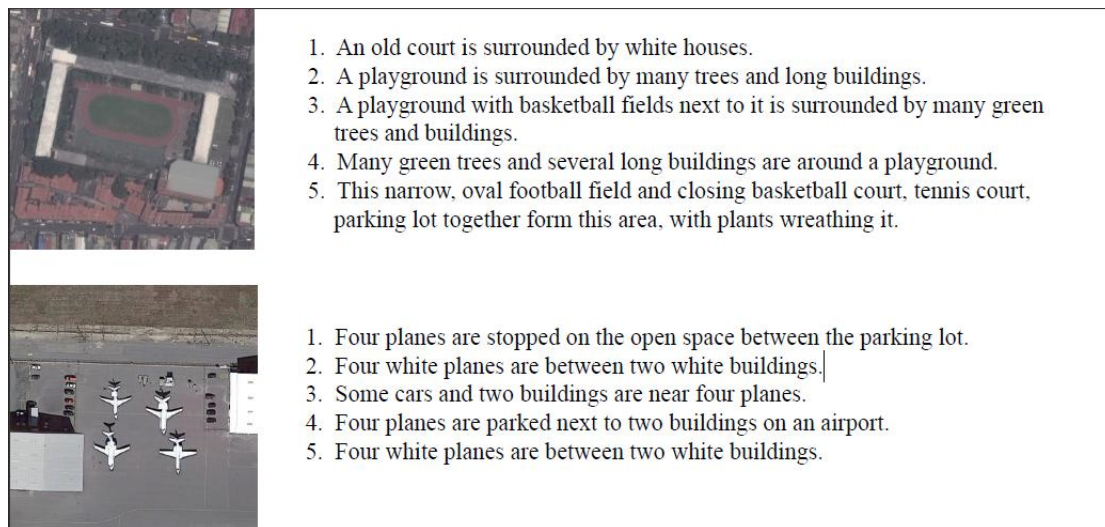 1. An old court is surrounded by white houses.
2. A playground is surrounded by many trees and long buildings.
3. A playground with basketball fields next to it is surrounded by many green
trees and buildings.
4. Many green trees and several long buildings are around a playground.
5. This narrow, oval football field and closing basketball court, tennis court,
parking lot together form this area, with plants wreathing it.
1. Four planes are stopped on the open space between the parking lot.
2. Four white planes are between two white buildings.
3. Some cars and two buildings are near four planes.
4. Four planes are parked next to two buildings on an airport.
5. Four white planes are between two white buildings.